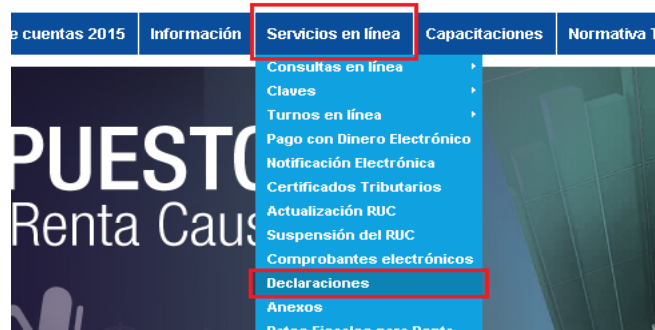 e cuentas 2015 Información Servicios en línea Capacitaciones Normativa
Consultas en línea
Claves
Turnos en línea
Pago con Dinero Electrónico
Notificación Electrónica
Certificados Tributarios
Actualización RUC
Suspensión del RUC
Comprobantes electrónicos
Declaraciones
Anexos
PUESTO
Renta Caus